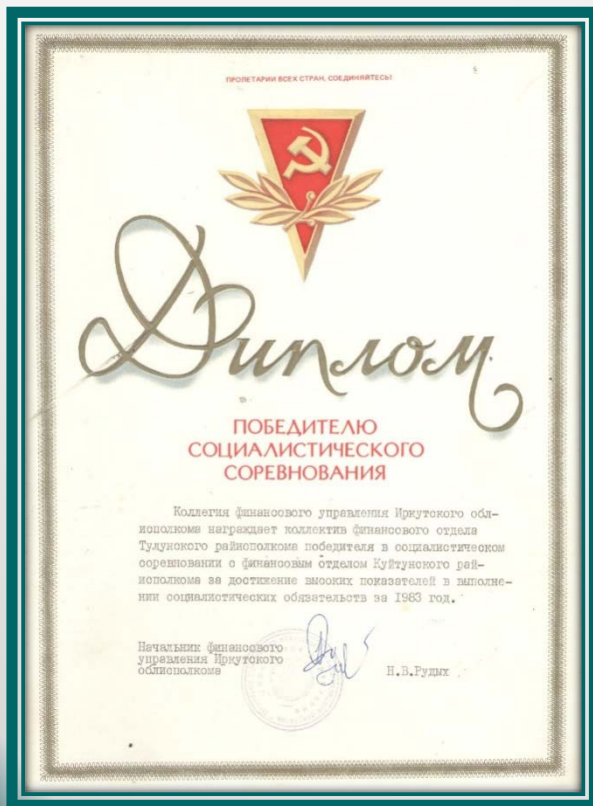 ПРОЛЕТАРИИ ВСЕХ СТРАН, СОЕДИНЯЙТЕСЬ!
Диплом
ПОБЕДИТЕЛЮ
СОЦИАЛИСТИЧЕСКОГО
СОРЕВНОВАНИЯ
Коллегия финансового управления Иркутского обл-
исполкома награждает коллектив финансового отдела
Тулунского райисполкома победителя в социалистическом
соревновании с финансовым отделом Куйтунского рай-
исполкома за достижение высоких показателей в выполне-
нии социалистических обязательств за 1983 год.
Начальник финансового
управления Иркутского
облисполкома
Н.В.Рудых